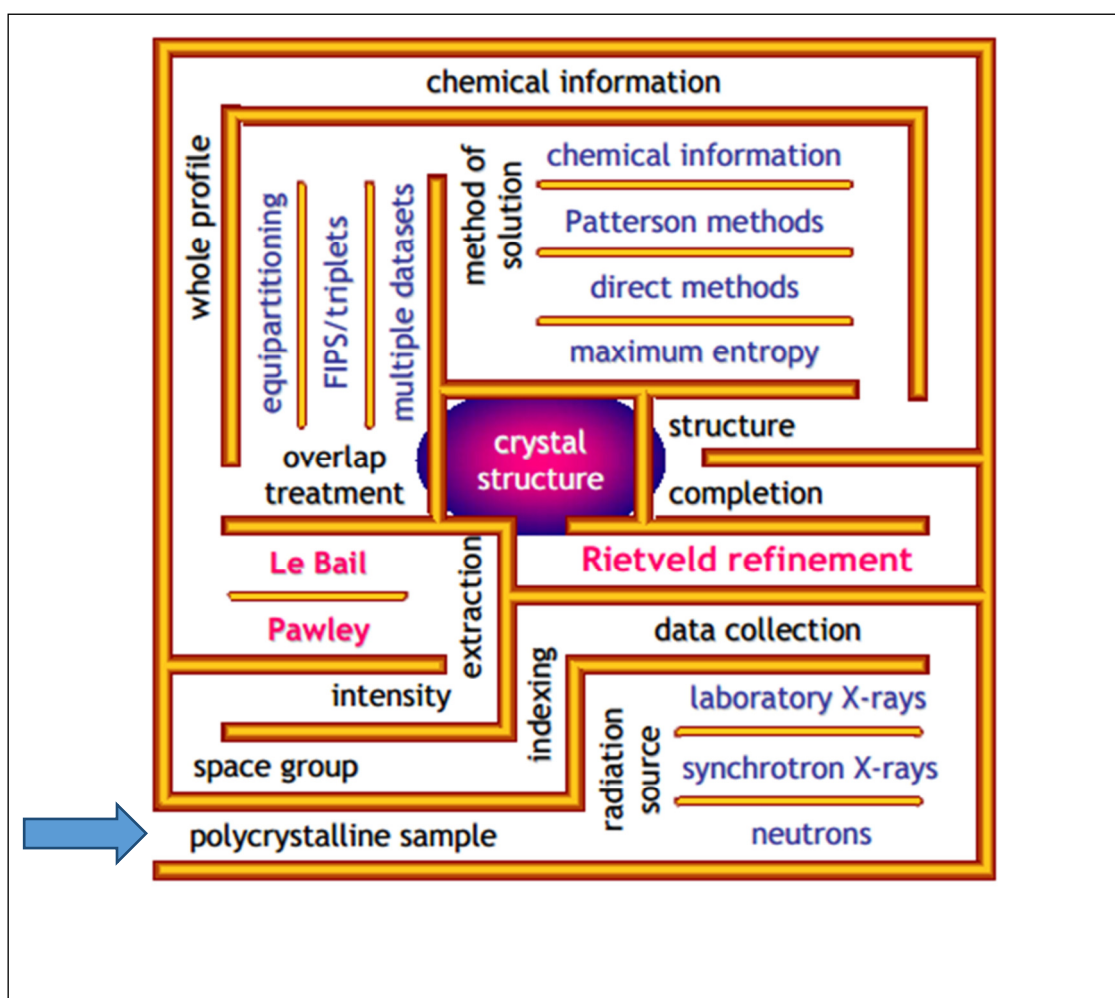 chemical information
whole profile
equipartitioning
FIPS/triplets
multiple datasets
method of
solution
chemical information
Patterson methods
direct methods
maximum entropy
overlap
treatment
crystal
structure
structure
completion
Le Bail
Pawley
extraction
Rietveld refinement
data collection
intensity
indexing
space group
radiation
source
laboratory X-rays
synchrotron X-rays
neutrons
polycrystalline sample